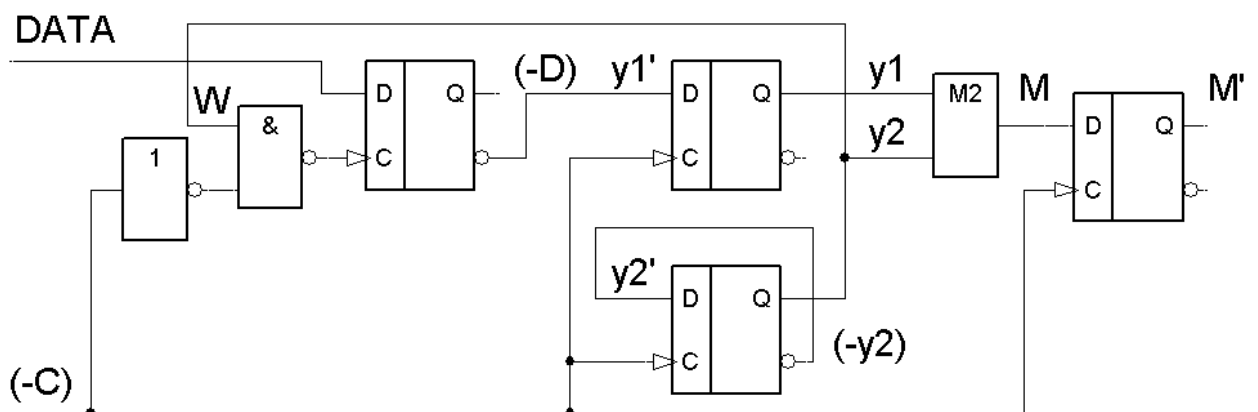 DATA
(-D)
y1'
y1
M
M'
W
D
Q
D
Q
M2
D
Q
&
1
C
C
y2
C
y2'
D
Q
(-y2)
C
(-C)